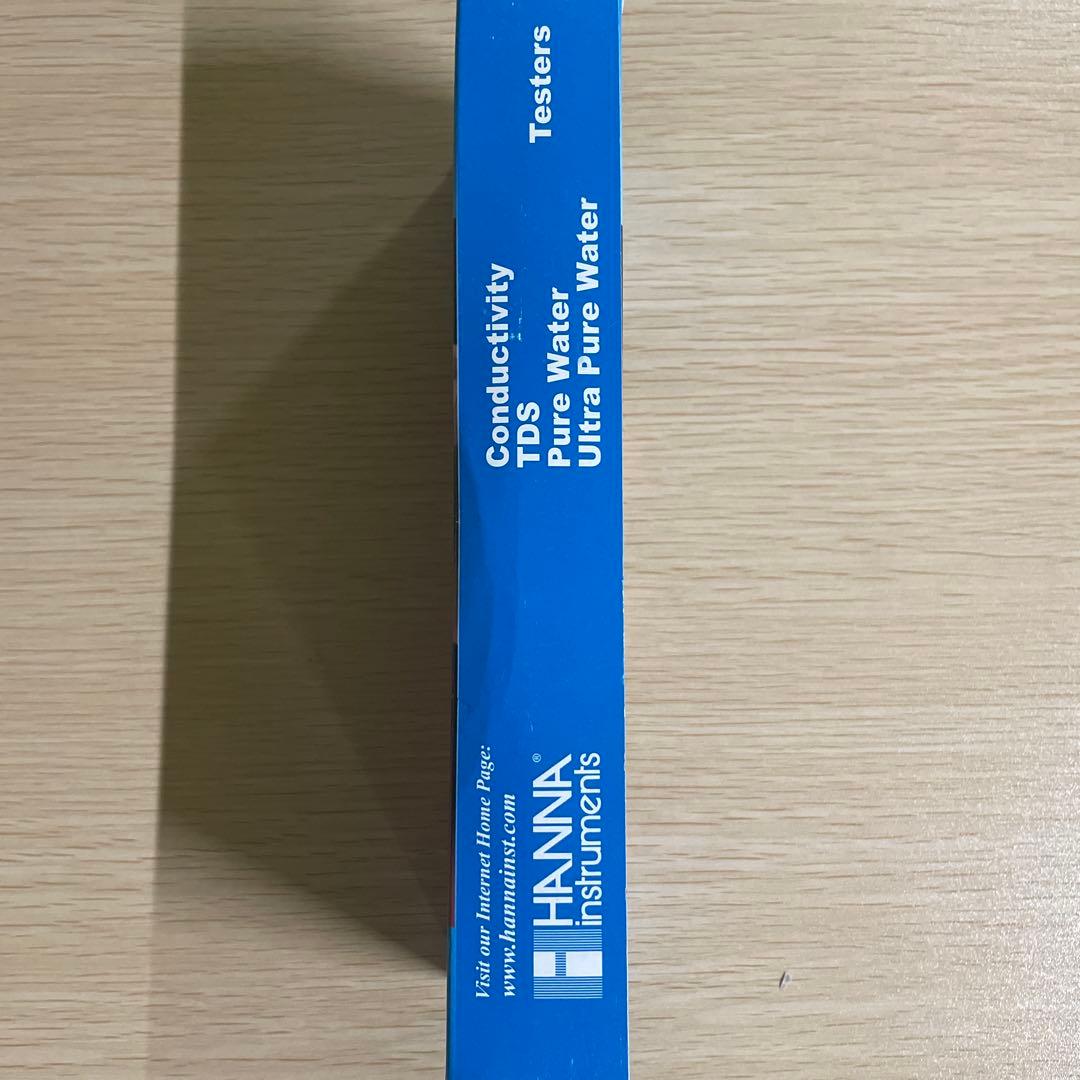 Visit our Internet Home Page:
www.hannainst.com
HANNA®
instruments
Conductivity
TDS
Pure Water
Ultra Pure Water
Testers